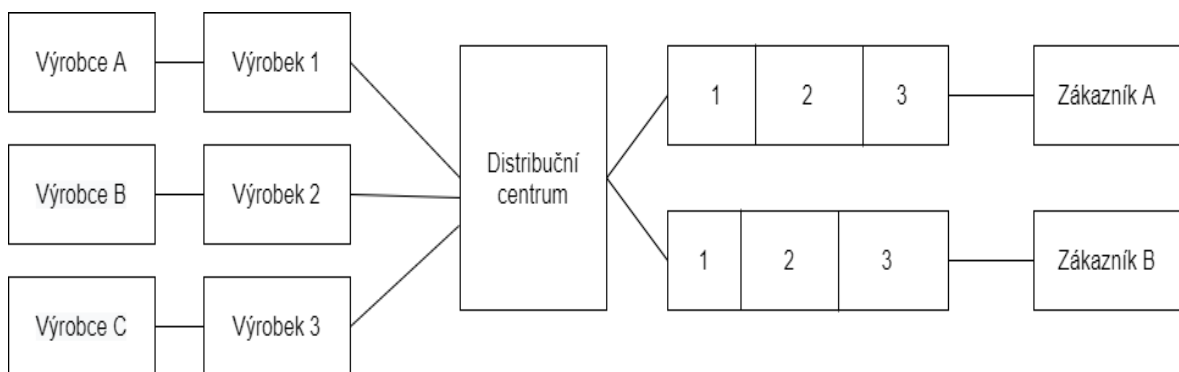 Výrobce A
Výrobek 1
Výrobce B
Výrobek 2
Výrobce C
Výrobek 3
Distribuční
centrum
1 2 3
Zákazník A
1 2 3
Zákazník B